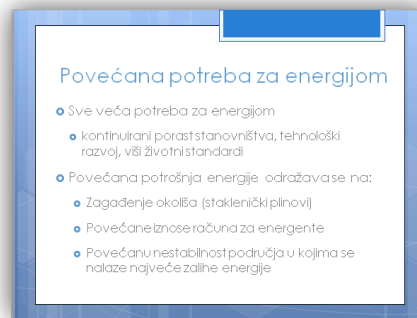 Povećana potreba za energijom
Sve veća potreba za energijom
kontinuirani porast stanovništva, tehnološki
razvoj, viši životni standardi
Povećana potrošnja energije odražava se na:
Zagađenje okoliša (staklenički plinovi)
Povećane iznose računa za energente
Povećanu nestabilnost područja u kojima se
nalaze najveće zalihe energije